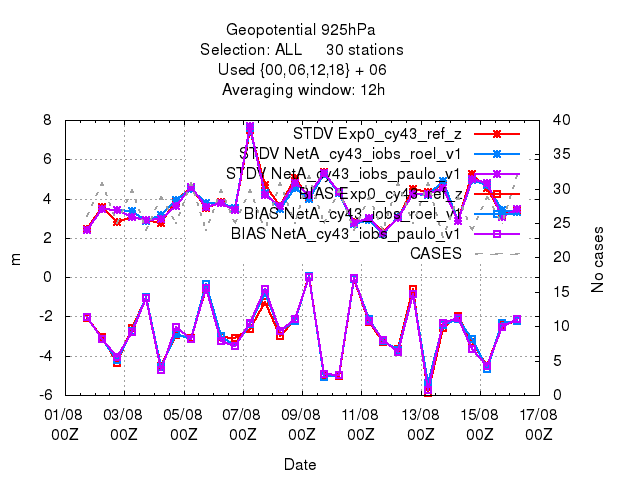 Geopotential 925hPa
Selection: ALL 30 stations
Used {00,06,12,18} + 06
Averaging window: 12h
8
6
4
2
0
-2
-4
-6
m
40
35
30
25
20
15
10
5
0
No cases
STDV Exp0_cy43_ref_z
STDV NetA_cy43_iobs_roel_v1
STDV NetA_cy43_iobs_paulo_v1
BIAS Exp0_cy43_ref_z
BIAS NetA_cy43_iobs_roel_v1
BIAS NetA_cy43_iobs_paulo_v1
CASES
01/08 03/08 05/08 07/08 09/08 11/08 13/08 15/08 17/08
00Z 00Z 00Z 00Z 00Z 00Z 00Z 00Z 00Z
Date